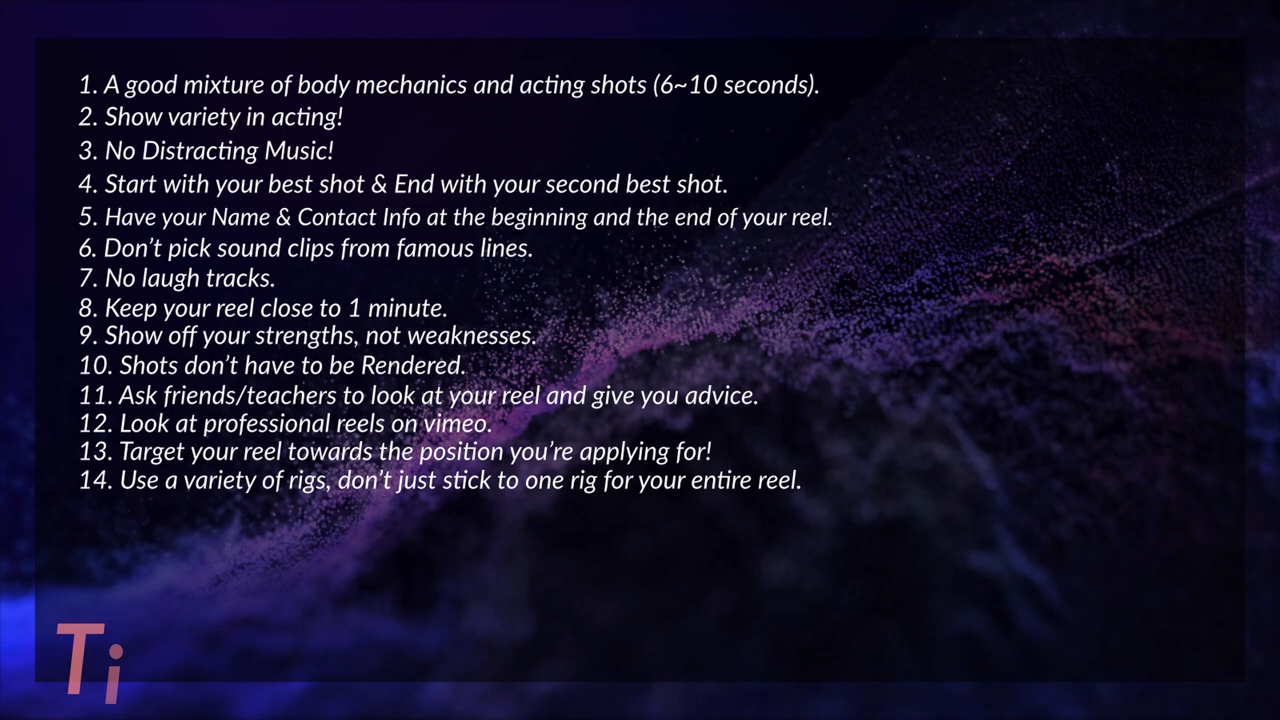 1. A good mixture of body mechanics and acting shots (6~10 seconds).
2. Show variety in acting!
3. No Distracting Music!
4. Start with your best shot & End with your second best shot.
5. Have your Name & Contact Info at the beginning and the end of your reel.
6. Don’t pick sound clips from famous lines.
7. No laugh tracks.
8. Keep your reel close to 1 minute.
9. Show off your strengths, not weaknesses.
10. Shots don’t have to be Rendered.
11. Ask friends/teachers to look at your reel and give you advice.
12. Look at professional reels on vimeo.
13. Target your reel towards the position you’re applying for!
14. Use a variety of rigs, don’t just stick to one rig for your entire reel.
Ti